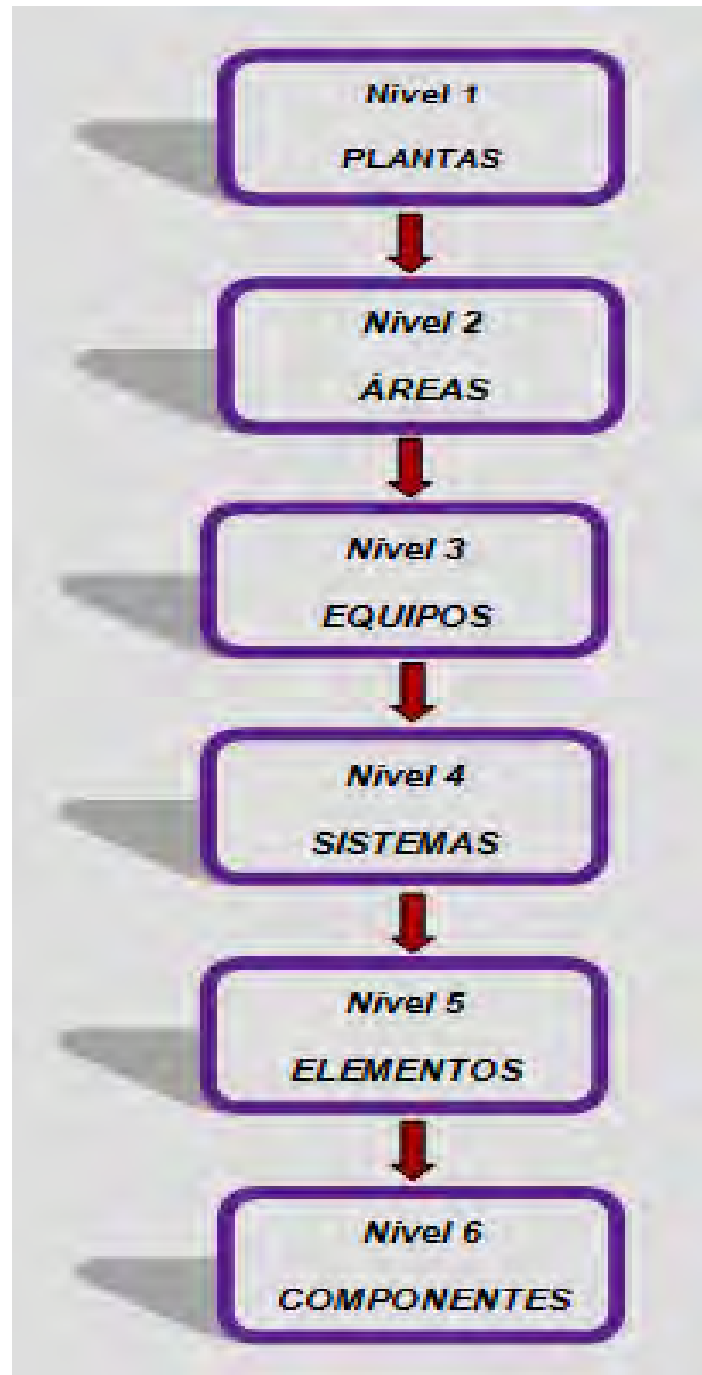 Nivel 1
PLANTAS
Nivel 2
ÁREAS
Nivel 3
EQUIPOS
Nivel 4
SISTEMAS
Nivel 5
ELEMENTOS
Nivel 6
COMPONENTES